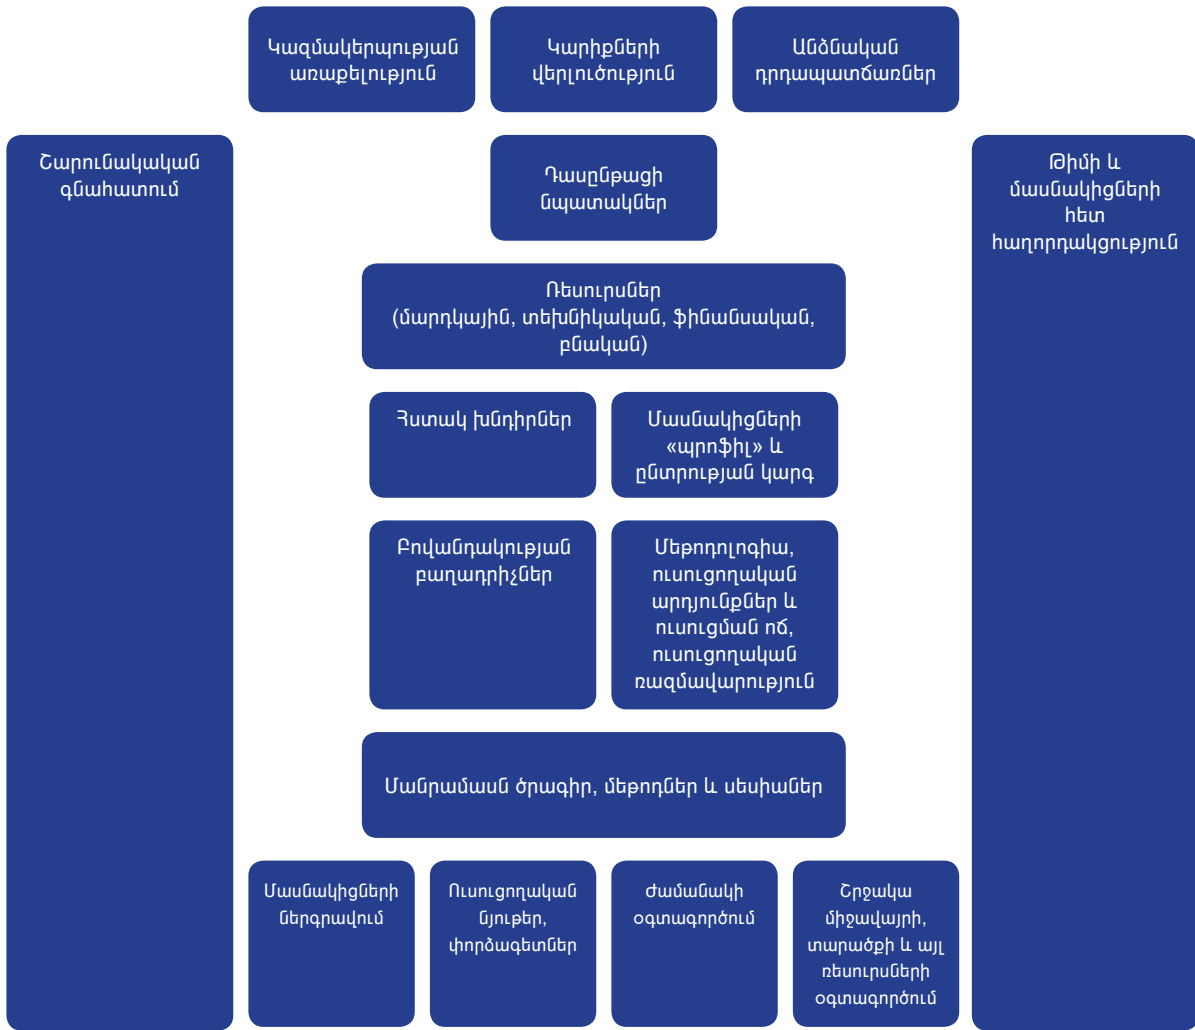 Կազմակերպության
առաքելություն
Կարիքների
վերլուծություն
Անձնական
դրդապատճառներ
Շարունակական
գնահատում
Դասընթացի
նպատակներ
Թիմի և
մասնակիցների
հետ
հաղորդակցություն
Ռեսուրսներ
(մարդկային, տեխնիկական, ֆինանսական,
բնական)
Հստակ խնդիրներ
Մասնակիցների
«պրոֆիլ» և
ընտրության կարգ
Բովանդակության
բաղադրիչներ
Մեթոդոլոգիա,
ուսուցողական
արդյունքներ և
ուսուցման ոճ,
ուսուցողական
ռազմավարություն
Մանրամասն ծրագիր, մեթոդներ և սեսիաներ
Մասնակիցների
ներգրավում
Ուսուցողական
նյութեր,
փորձագետներ
Ժամանակի
օգտագործում
Շրջակա
միջավայրի,
տարածքի և այլ
ռեսուրսների
օգտագործում